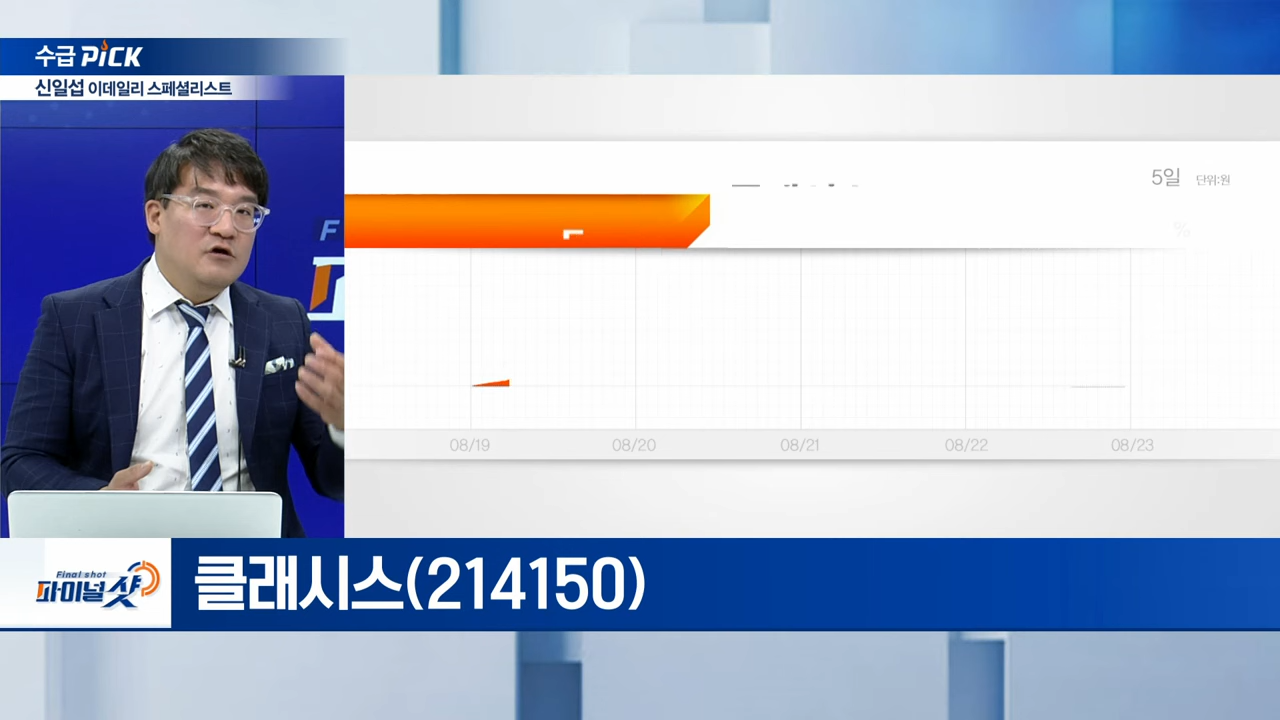 수급 PiCK
신일섭 이데일리 스페셜리스트
F
5일 단위:원
%
08/19 08/20 08/21 08/22 08/23
Final shot
파이널샷
클래시스(214150)